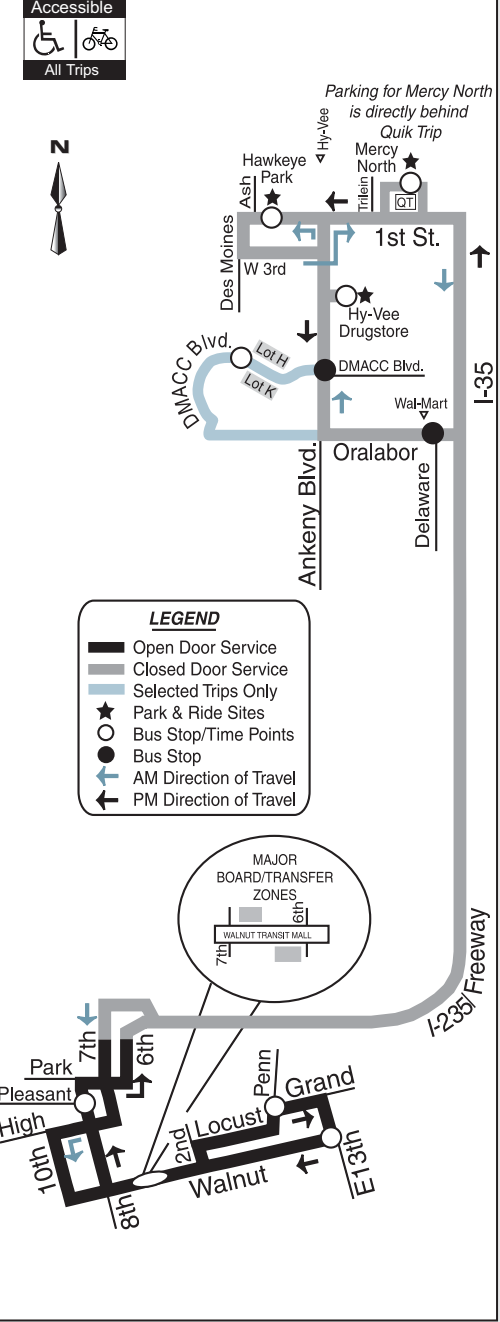 Accessible
All Trips
N
Parking for Mercy North
is directly behind
Quik Trip
Hy-Vee
Mercy
North
Hawkeye
Park
Ash
Trilein
QT
1st St.
Des Moines
W 3rd
Hy-Vee
Drugstore
I-35
DMACC Blvd.
Lot H
Lot K
DMACC Blvd.
Wal-Mart
Oralabor
Ankeny Blvd.
Delaware
LEGEND
Open Door Service
Closed Door Service
Selected Trips Only
Park & Ride Sites
Bus Stop/Time Points
Bus Stop
AM Direction of Travel
PM Direction of Travel
MAJOR
BOARD/TRANSFER
ZONES
6th
WALNUT TRANSIT MALL
7th
I-235/Freeway
7th
6th
Park
Pleasant
High
Penn
Grand
Locust
2nd
10th
8th
Walnut
E13th